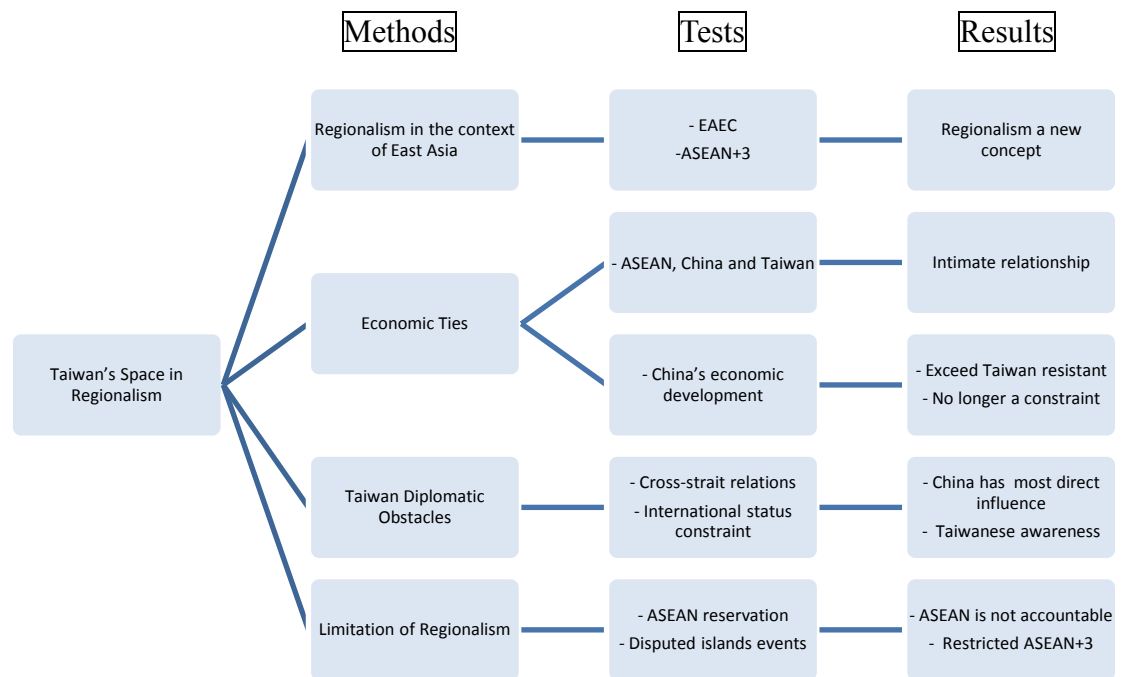 Methods
Tests
Results
Regionalism in the context
of East Asia
- EAEC
-ASEAN+3
Regionalism a new
concept
Taiwan's Space in
Regionalism
Economic Ties
- ASEAN, China and Taiwan
Intimate relationship
- China's economic
development
- Exceed Taiwan resistant
- No longer a constraint
Taiwan Diplomatic
Obstacles
- Cross-strait relations
- International status
constraint
- China has  most direct
influence
-  Taiwanese awareness
Limitation of Regionalism
- ASEAN reservation
- Disputed islands events
- ASEAN is not accountable
-  Restricted ASEAN+3